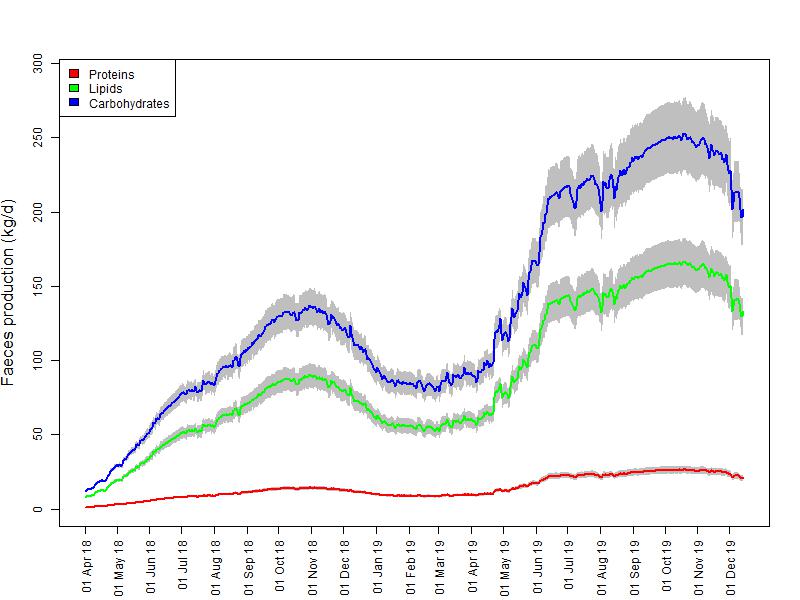 Proteins
Lipids
Carbohydrates
Faeces production (kg/d)
300
250
200
150
100
50
0
01 Apr 18
01 May 18
01 Jun 18
01 Jul 18
01 Aug 18
01 Sep 18
01 Oct 18
01 Nov 18
01 Dec 18
01 Jan 19
01 Feb 19
01 Mar 19
01 Apr 19
01 May 19
01 Jun 19
01 Jul 19
01 Aug 19
01 Sep 19
01 Oct 19
01 Nov 19
01 Dec 19